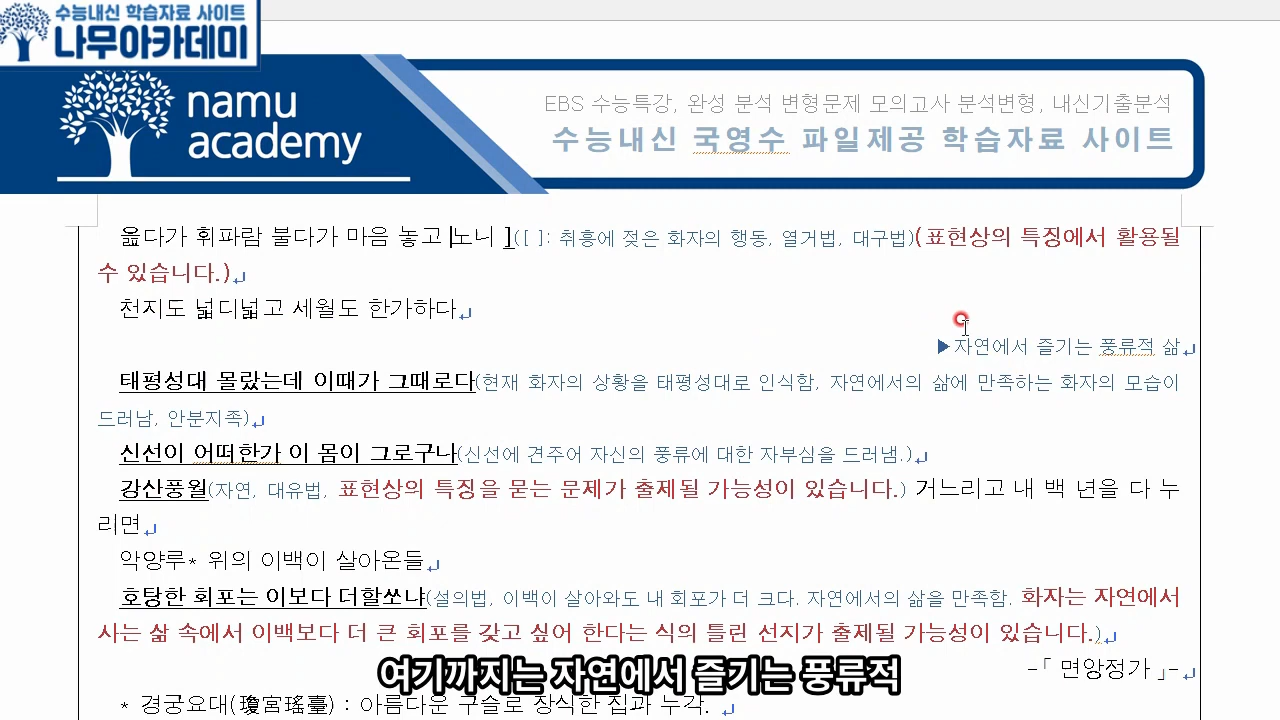 수능내신 학습자료 사이트
나무아카데미
namu
academy
EBS 수능특강, 완성 분석 변형문제 모의고사 분석변형, 내신기출분석
수능내신 국영수 파일제공 학습자료 사이트
읊다가 휘파람 불다가 마음 놓고 노니 ]([ ]: 취흥에 젖은 화자의 행동, 열거법, 대구법)(표현상의 특징에서 활용될
수 있습니다.)
천지도 넓디넓고 세월도 한가하다
▶자연에서 즐기는 풍류적 삶
태평성대 몰랐는데 이때가 그때로다(현재 화자의 상황을 태평성대로 인식함, 자연에서의 삶에 만족하는 화자의 모습이
드러남, 안분지족)
신선이 어떠한가 이 몸이 그로구나(신선에 견주어 자신의 풍류에 대한 자부심을 드러냄.)
강산풍월(자연, 대유법, 표현상의 특징을 묻는 문제가 출제될 가능성이 있습니다.) 거느리고 내 백 년을 다 누
리면
악양루* 위의 이백이 살아온들
호탕한 회포는 이보다 더할쏘냐(설의법, 이백이 살아와도 내 회포가 더 크다. 자연에서의 삶을 만족함. 화자는 자연에서
사는 삶 속에서 이백보다 더 큰 회포를 갖고 싶어 한다는 식의 틀린 선지가 출제될 가능성이 있습니다.)
-「 면앙정가 」-
여기까지는 자연에서 즐기는 풍류적
* 경궁요대(瓊宮瑤臺) : 아름다운 구슬로 장식한 집과 누각.